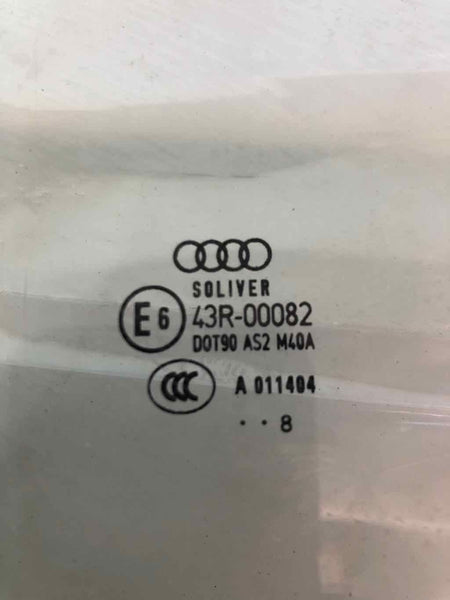 SOLIVER
E6 43R-00082
DOT90 AS2 M40A
CCC A 011404
··8